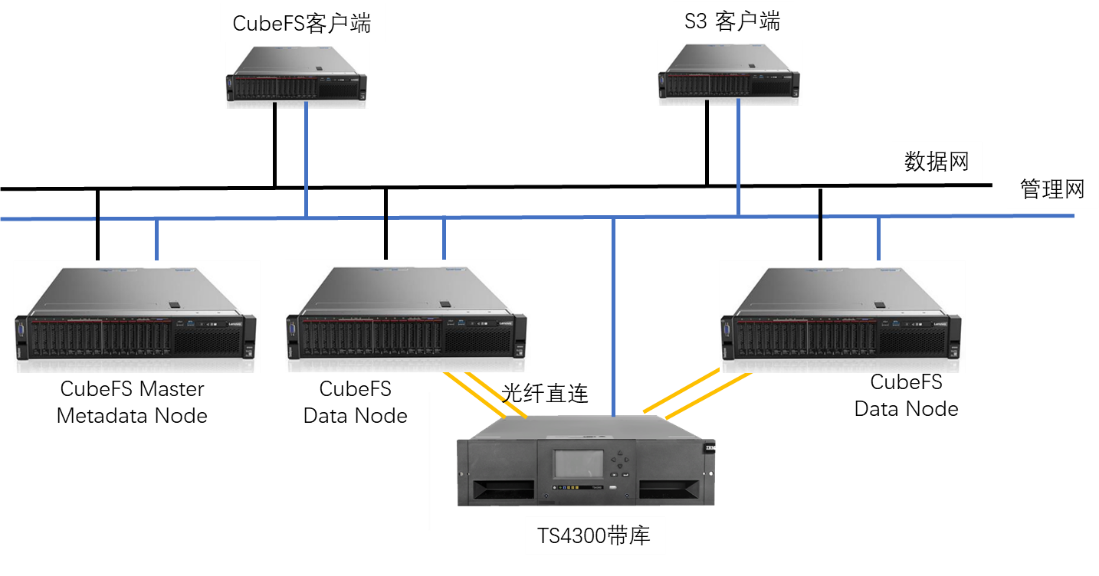 CubeFS客户端
S3 客户端
数据网
管理网
CubeFS Master
Metadata Node
CubeFS
Data Node
光纤直连
CubeFS
Data Node
TS4300带库